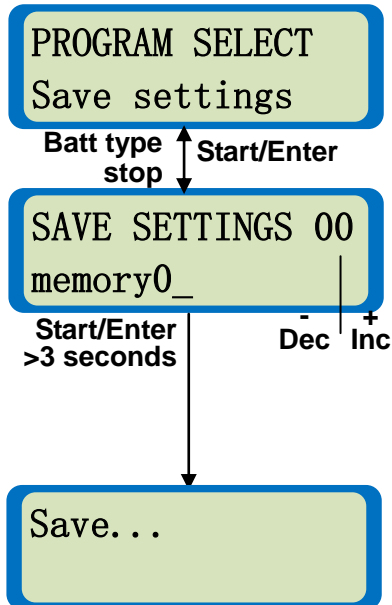 PROGRAM SELECT
Save settings
Batt type
stop
Start/Enter
SAVE SETTINGS 00
memory0_
Start/Enter
>3 seconds
- +
Dec Inc
Save...